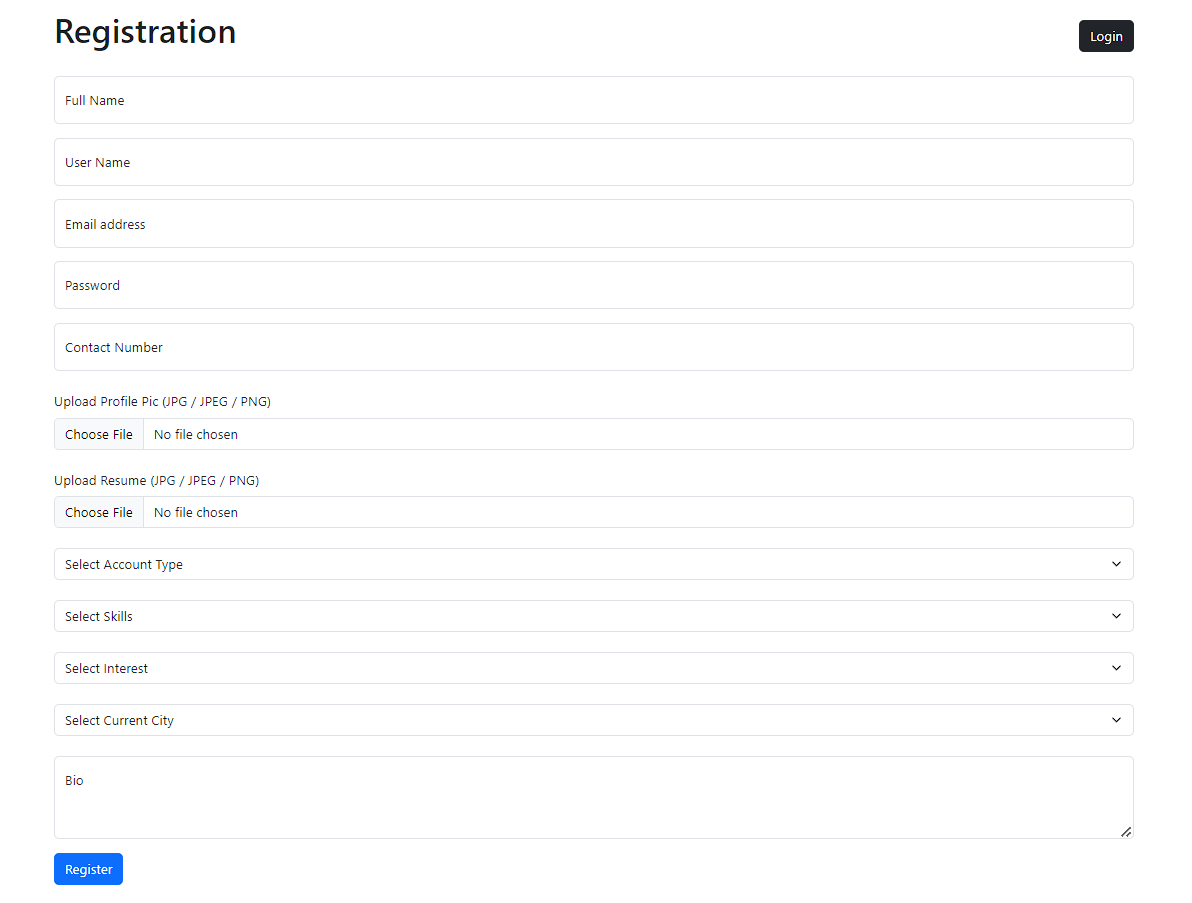 Registration
Login
Full Name
User Name
Email address
Password
Contact Number
Upload Profile Pic (JPG / JPEG / PNG)
Choose File No file chosen
Upload Resume (JPG / JPEG / PNG)
Choose File No file chosen
Select Account Type
Select Skills
Select Interest
Select Current City
Bio
Register